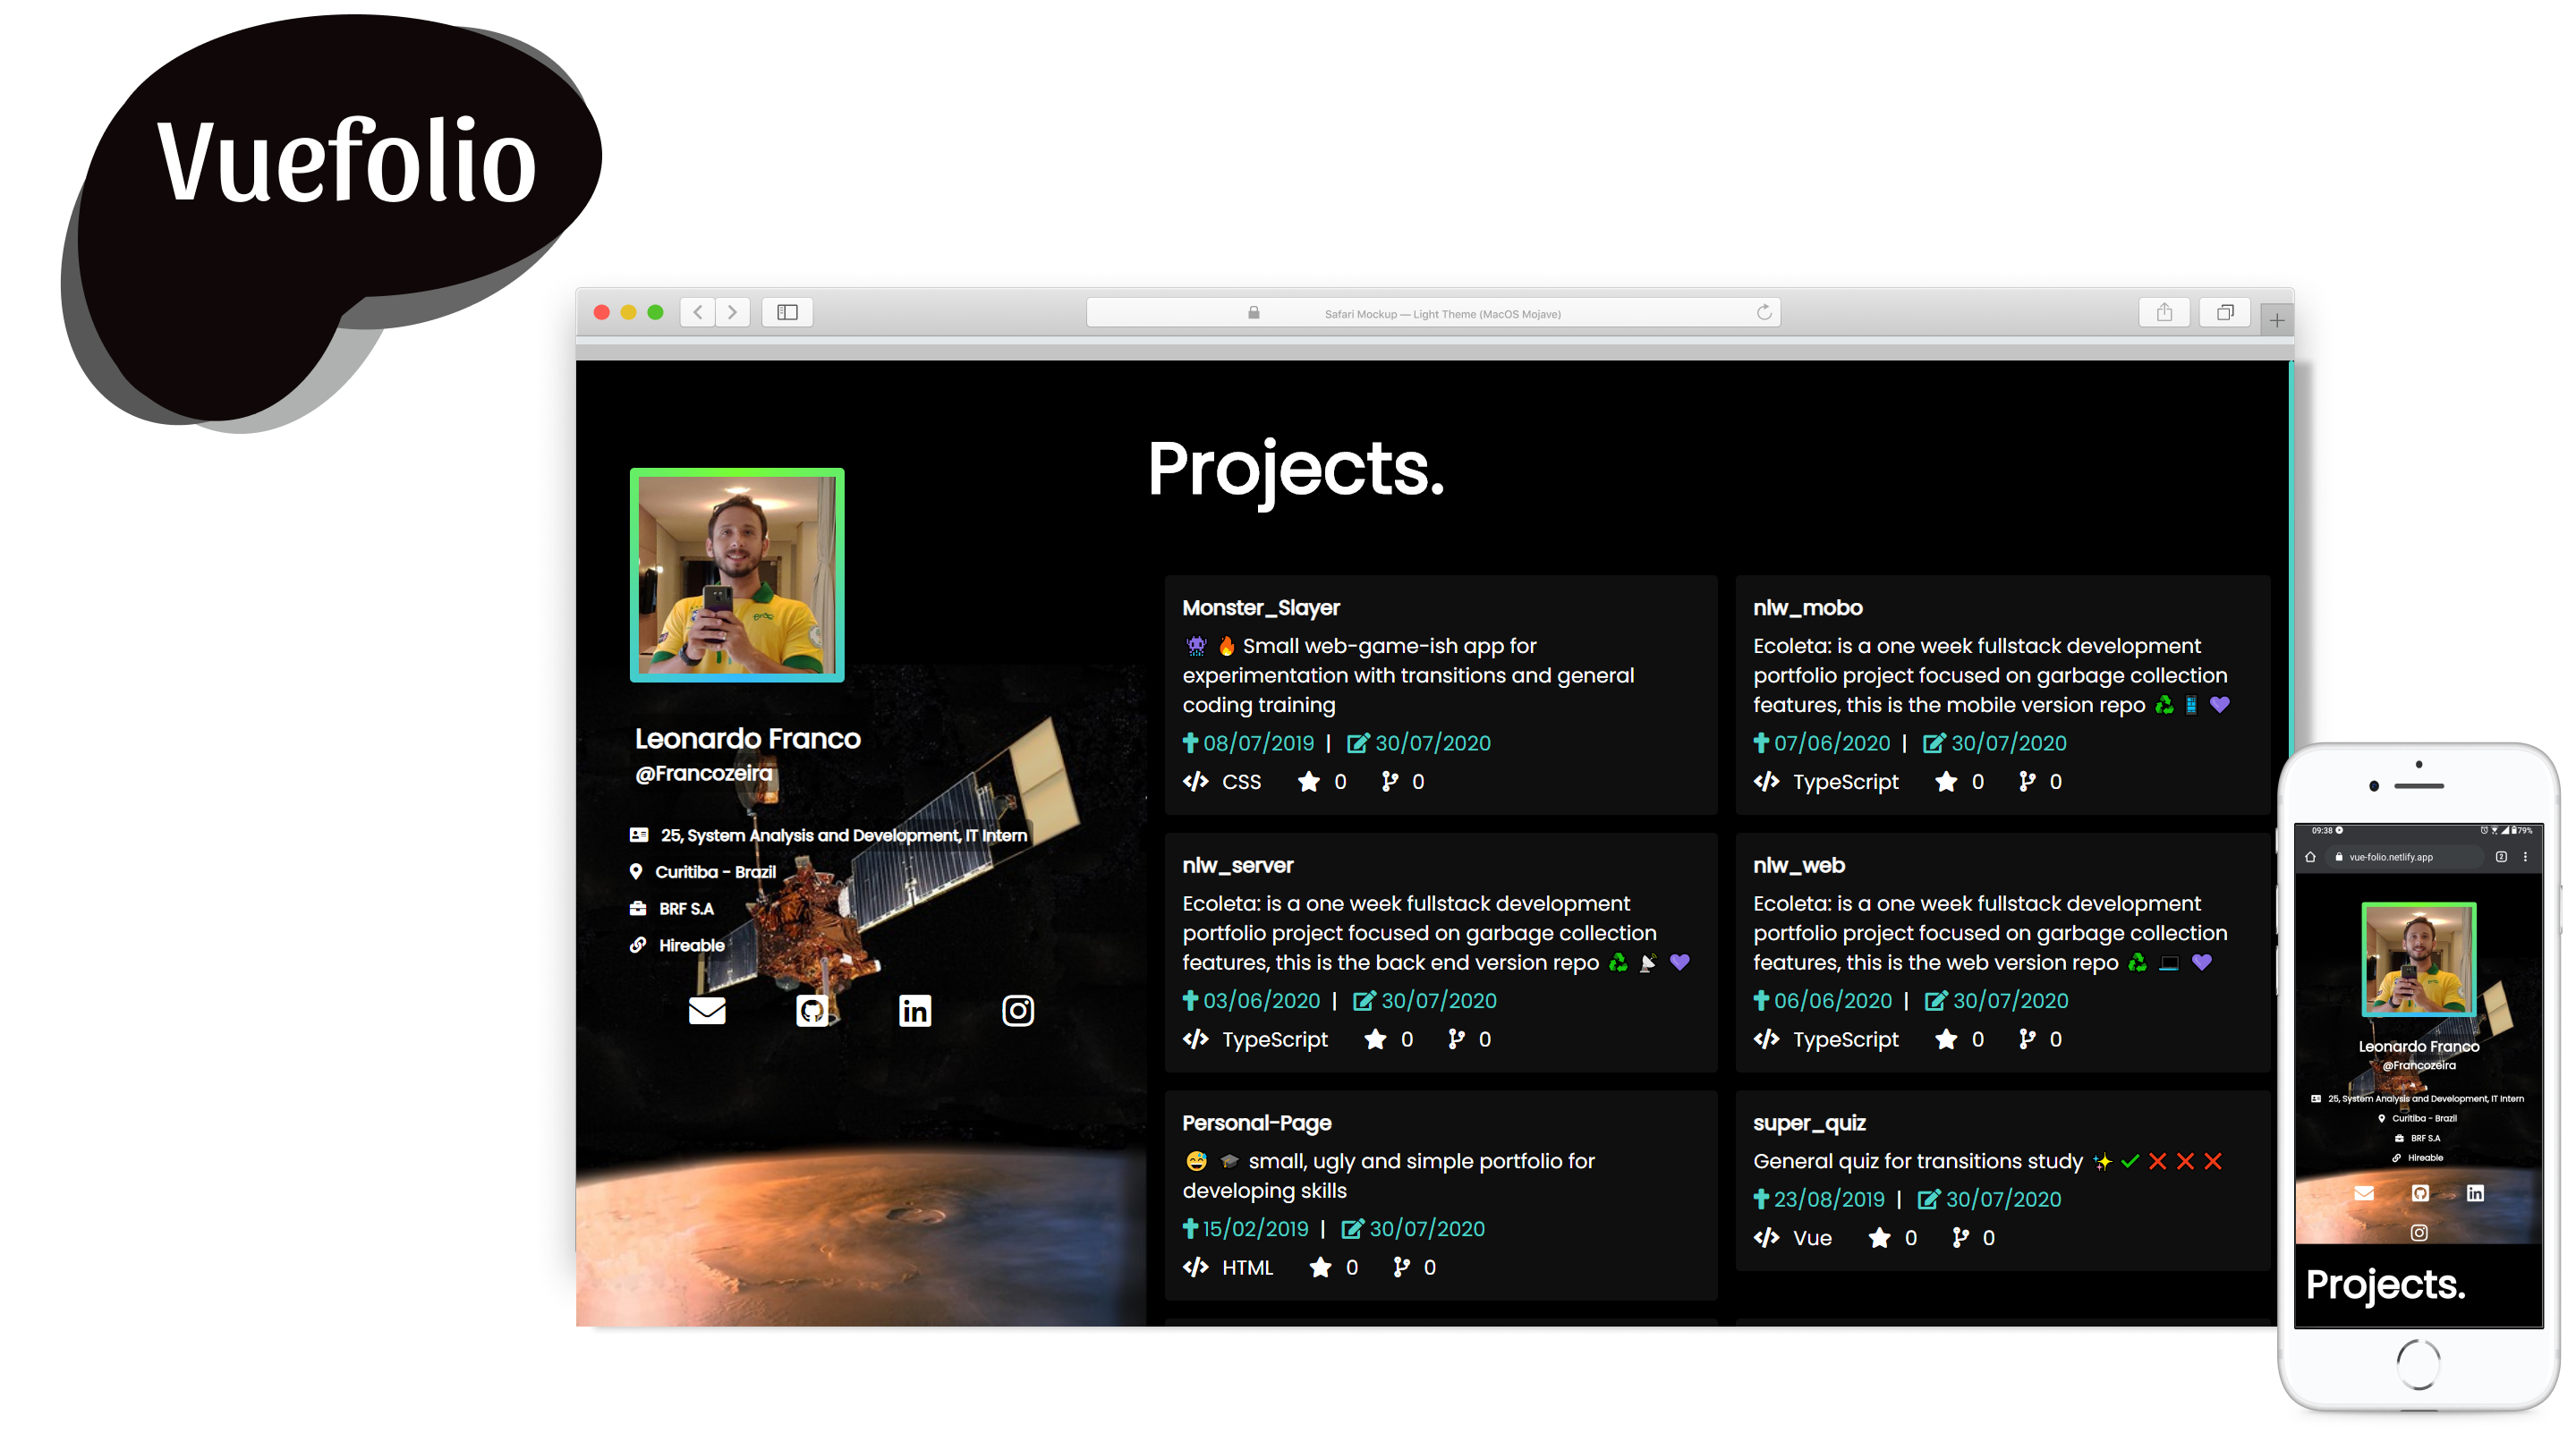 Vuefolio
Safari Mockup — Light Theme (MacOS Mojave)
Projects.
Leonardo Franco
@Francozeira
25, System Analysis and Development, IT Intern
Curitiba - Brazil
BRF S.A
Hireable
Monster_Slayer
👾 🔥 Small web-game-ish app for
experimentation with transitions and general
coding training
08/07/2019 | 30/07/2020
CSS 0 0
nlw_mobo
Ecoleta: is a one week fullstack development
portfolio project focused on garbage collection
features, this is the mobile version repo ♻ 📱 💜
07/06/2020 | 30/07/2020
TypeScript 0 0
nlw_server
Ecoleta: is a one week fullstack development
portfolio project focused on garbage collection
features, this is the back end version repo ♻ 📡 💜
03/06/2020 | 30/07/2020
TypeScript 0 0
nlw_web
Ecoleta: is a one week fullstack development
portfolio project focused on garbage collection
features, this is the web version repo ♻ 💻 💜
06/06/2020 | 30/07/2020
TypeScript 0 0
Personal-Page
😅 🎓 small, ugly and simple portfolio for
developing skills
15/02/2019 | 30/07/2020
HTML 0 0
super_quiz
General quiz for transitions study ✨ ✔ ❌ ❌ ❌
23/08/2019 | 30/07/2020
Vue 0 0
09:38 79%
vue-folio.netlify.app 2
Leonardo Franco
@Francozeira
25, System Analysis and Development, IT Intern
Curitiba - Brazil
BRF S.A
Hireable
Projects.